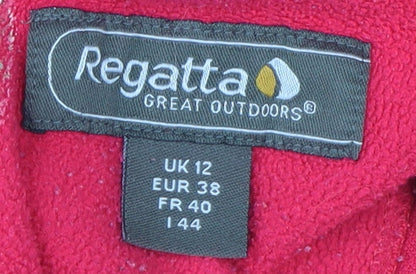 Regatta
GREAT OUTDOORS®
UK 12
EUR 38
FR 40
I 44